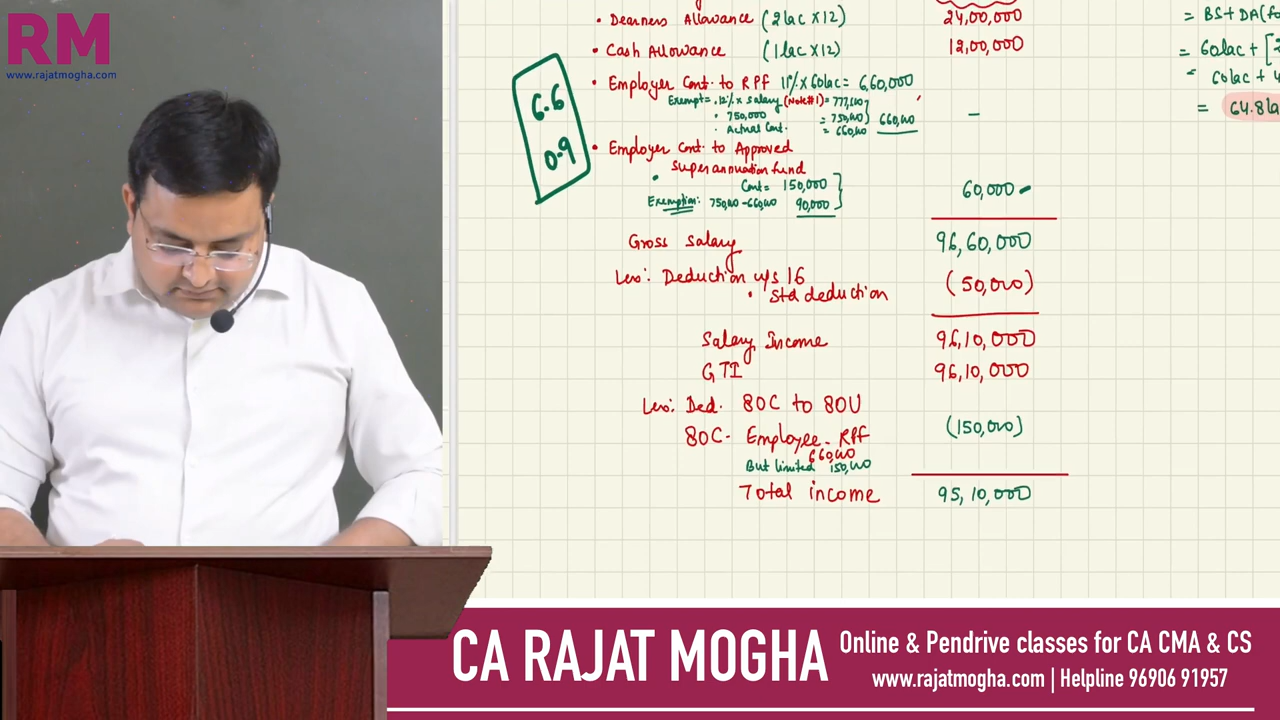 RM
www.rajatmogha.com
• Dearness Allowance (2lac X12) 24,00,000
• Cash Allowance (1lac X12) 12,00,000
• Employer Cont. to RPF 11% X 60lac = 6,60,000
Exempt = . 12% x Salary (Note#1) = 777,600
• 750,000 = 750,000 660,000 -
• Actual Cont. = 660,000
• Employer Cont. to Approved
Superannuation fund
Cont = 150,000 60,000
Exemption: 750,000-660,000 90,000
Gross Salary 96,60,000
Less: Deduction u/s 16 (50,000)
• Std deduction
Salary Income 96,10,000
GTI 96,10,000
Less: Ded. 80C to 80U
80C- Employee- RPF (150,000)
660,000
But limited 150,000
Total income 95,10,000
6.6
0.9
= BS+ DA(fo
= 60lac + [
= 60lac + 4
= 64.8la
CA RAJAT MOGHA
Online & Pendrive classes for CA CMA & CS
www.rajatmogha.com | Helpline 96906 91957